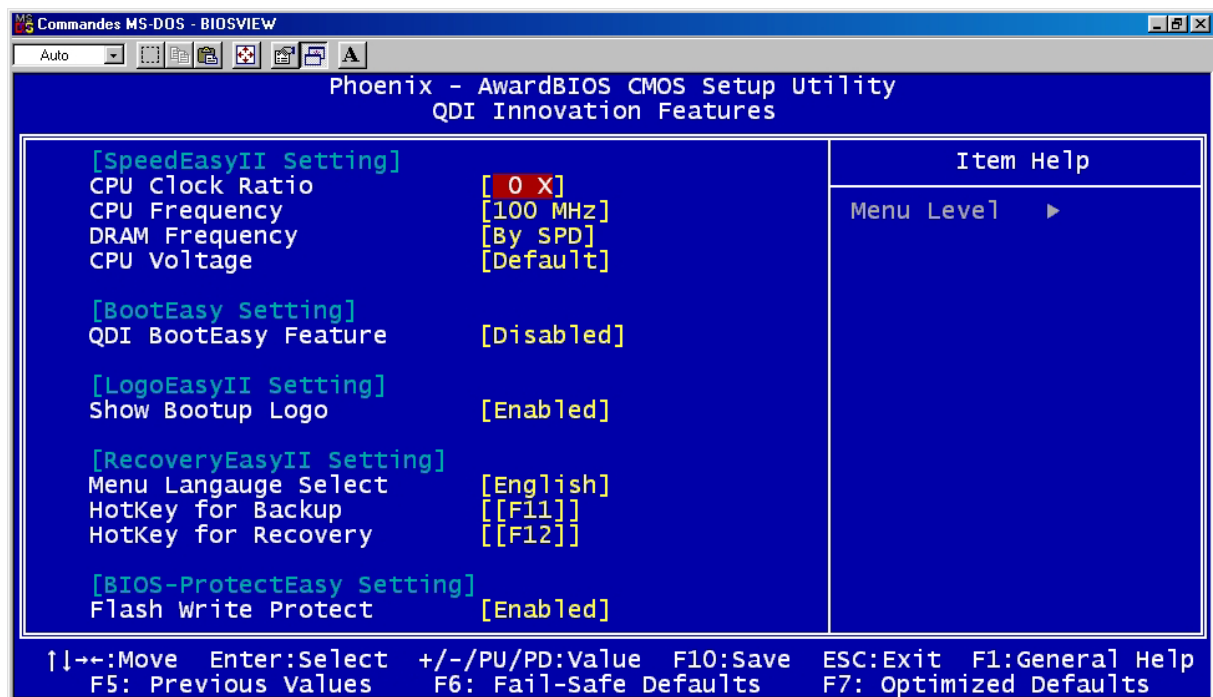 Commandes MS-DOS - BIOSVIEW
Auto
A
Phoenix - AwardBIOS CMOS Setup Utility
QDI Innovation Features
[SpeedEasyII Setting]
CPU Clock Ratio [ 0 X]
CPU Frequency [100 MHz]
DRAM Frequency [By SPD]
CPU Voltage [Default]
[BootEasy Setting]
QDI BootEasy Feature [Disabled]
[LogoEasyII Setting]
Show Bootup Logo [Enabled]
[RecoveryEasyII Setting]
Menu Langauge Select [English]
HotKey for Backup [[F11]]
HotKey for Recovery [[F12]]
[BIOS-ProtectEasy Setting]
Flash Write Protect [Enabled]
Item Help
Menu Level ▶
↑↓→←:Move Enter:Select +/-/PU/PD:Value F10:Save ESC:Exit F1:General Help
F5: Previous Values F6: Fail-Safe Defaults F7: Optimized Defaults